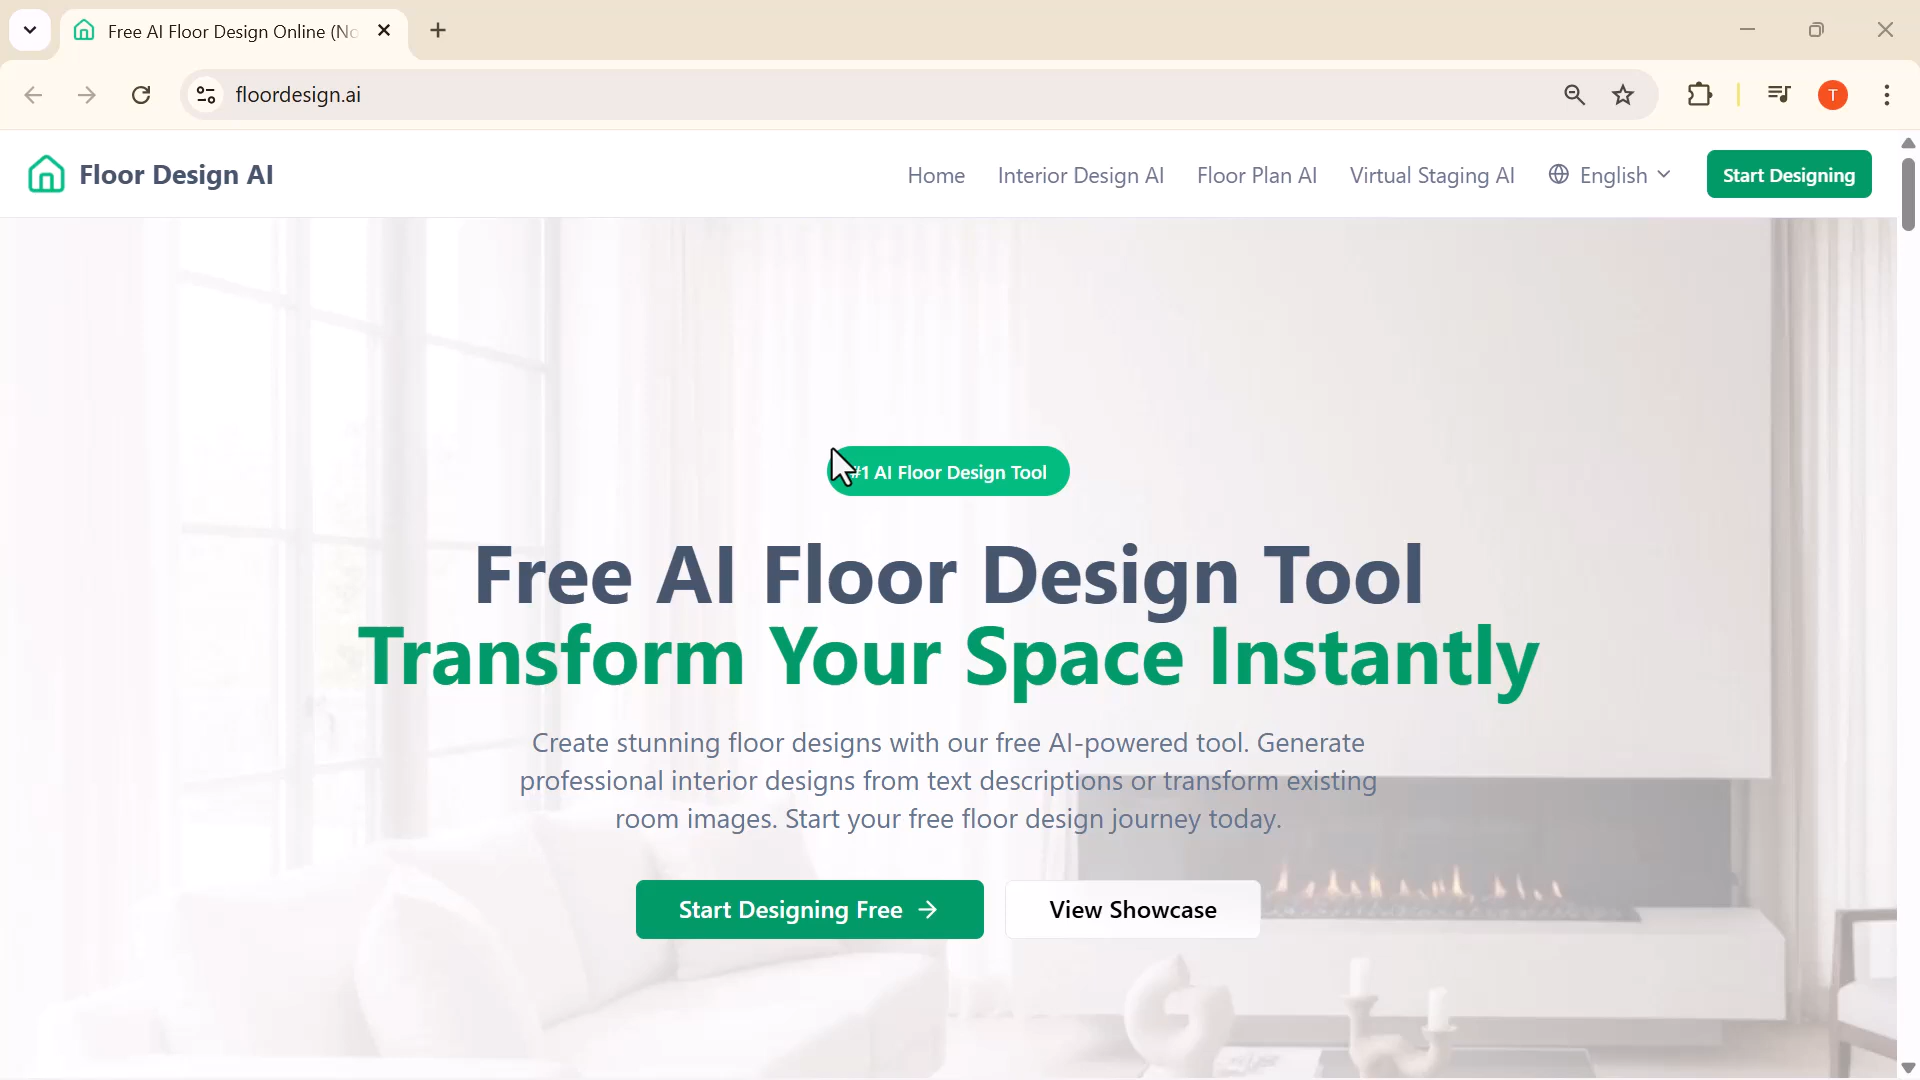 Free AI Floor Design Online (No
floordesign.ai
T
Floor Design AI
Home
Interior Design AI
Floor Plan AI
Virtual Staging AI
English
Start Designing
#1 AI Floor Design Tool
Free AI Floor Design Tool
Transform Your Space Instantly
Create stunning floor designs with our free AI-powered tool. Generate
professional interior designs from text descriptions or transform existing
room images. Start your free floor design journey today.
Start Designing Free
View Showcase